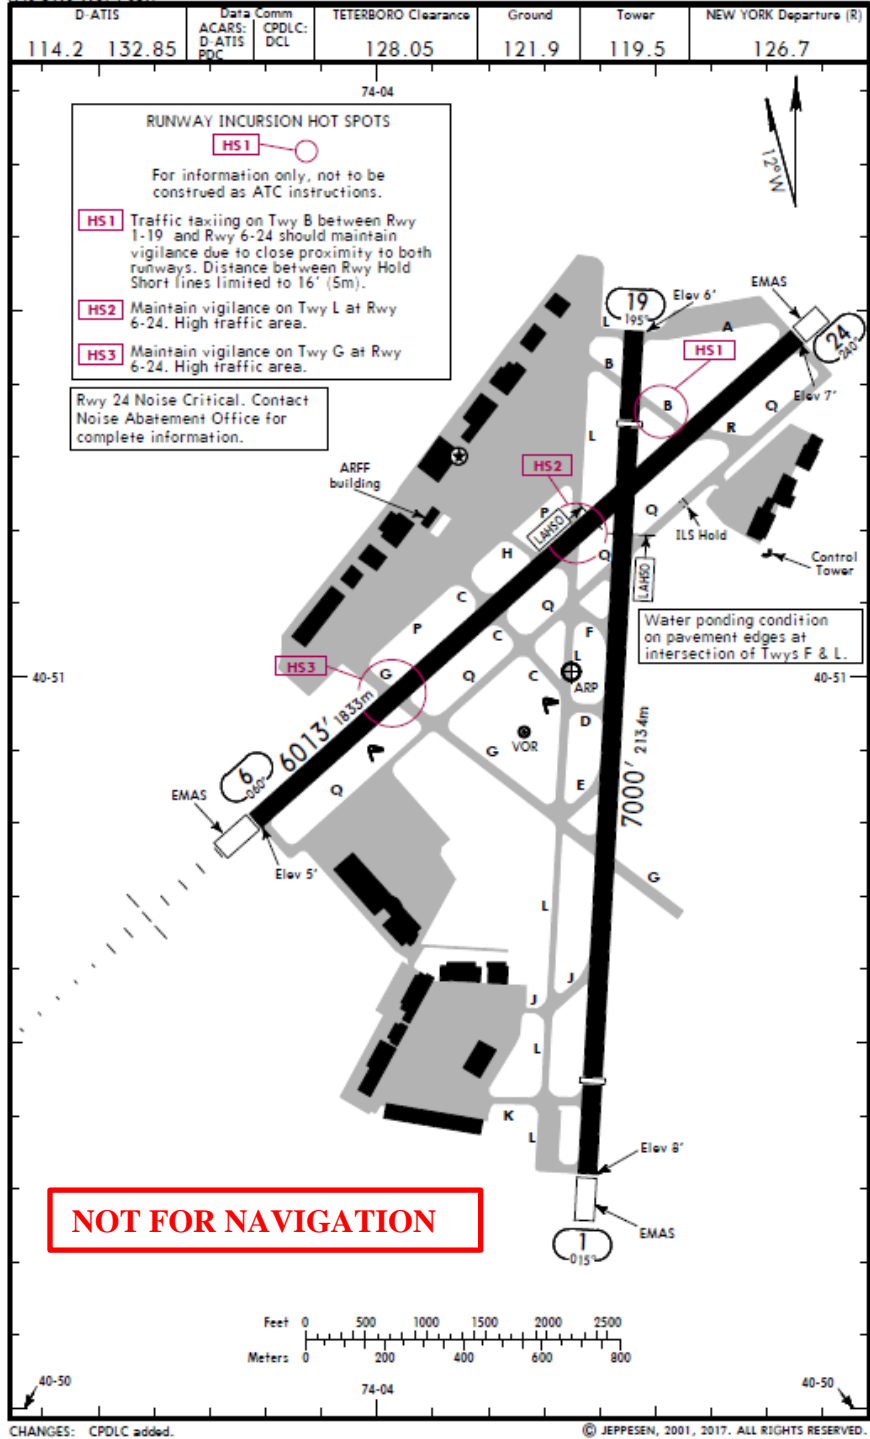 D-ATIS
Data Comm
TETERBORO Clearance
Ground
Tower
NEW YORK Departure (R)
ACARS:
D-ATIS
PDC
CPDLC:
DCL
114.2 132.85
128.05
121.9
119.5
126.7
74-04
RUNWAY INCURSION HOT SPOTS
HS1
For information only, not to be
construed as ATC instructions.
HS1 Traffic taxiing on Twy B between Rwy
1-19 and Rwy 6-24 should maintain
vigilance due to close proximity to both
runways. Distance between Rwy Hold
Short lines limited to 16' (5m).
HS2 Maintain vigilance on Twy L at Rwy
6-24. High traffic area.
HS3 Maintain vigilance on Twy G at Rwy
6-24. High traffic area.
12°W
Rwy 24 Noise Critical. Contact
Noise Abatement Office for
complete information.
19
195°
Elev 6'
EMAS
L
A
24
240°
HS1
B
Elev 7'
B
Q
R
L
ARFF
building
HS2
P
LAHSO
Q
ILS Hold
H
Q
Control
Tower
LAHSO
C
Q
P
C
F
Water ponding condition
on pavement edges at
intersection of Twys F & L.
L
HS3
G
Q
C
40-51
ARP
40-51
6013' 1833m
D
G
VOR
7000' 2134m
6
060°
Q
E
EMAS
Elev 5'
G
L
J
J
L
K
L
Elev 8'
NOT FOR NAVIGATION
EMAS
1
015°
Feet 0 500 1000 1500 2000 2500
Meters 0 200 400 600 800
40-50
74-04
40-50
CHANGES: CPDLC added.
© JEPPESEN, 2001, 2017. ALL RIGHTS RESERVED.